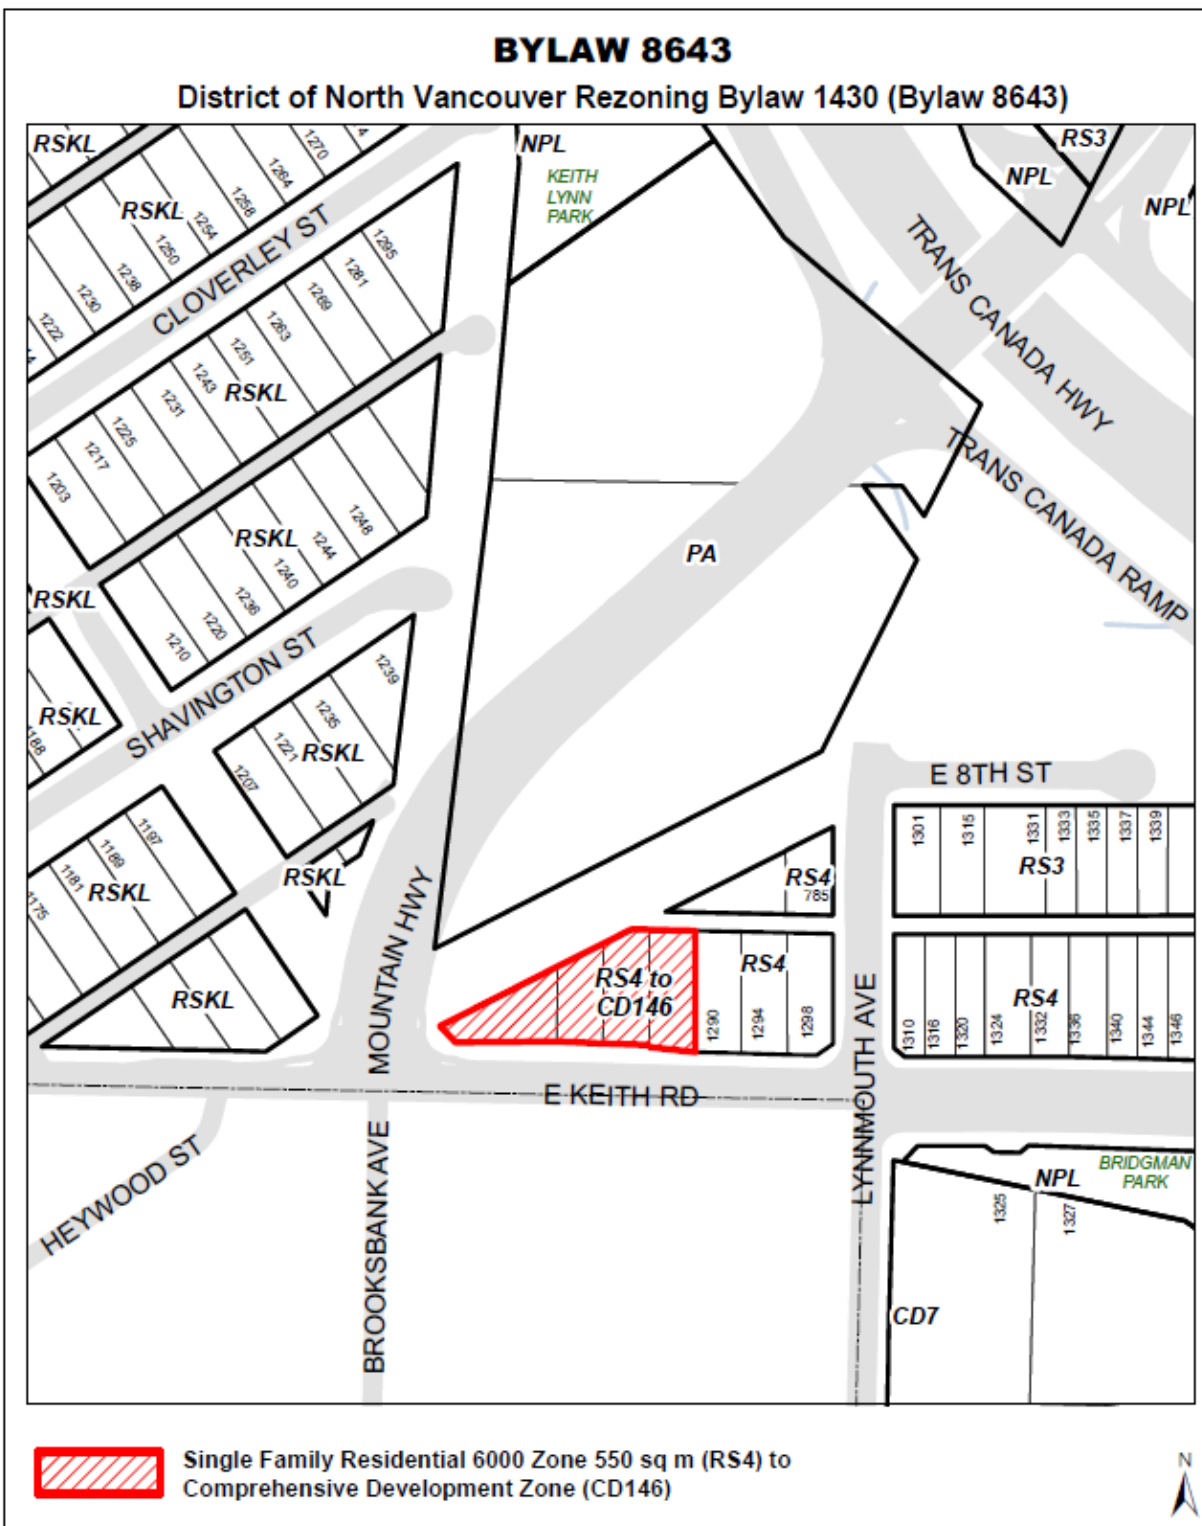 BYLAW 8643
District of North Vancouver Rezoning Bylaw 1430 (Bylaw 8643)
RSKL
RSKL
1270
1264
1258
1254
1250
1238
1230
1222
CLOVERLEY ST
NPL
KEITH
LYNN
PARK
RS3
NPL
NPL
TRANS CANADA HWY
TRANS CANADA RAMP
1295
1281
1269
1263
1251
1243
1231
1225
1217
1203
RSKL
RSKL
1248
1244
1240
1236
1220
1210
RSKL
SHAVINGTON ST
RSKL
1188
PA
1239
1235
1221
1207
RSKL
1197
1189
1181
1175
RSKL
RSKL
RSKL
MOUNTAIN HWY
E 8TH ST
1301
1315
1331
1333
1335
1337
1339
RS3
RS4
785
RS4 to
CD146
RS4
1290
1294
1298
LYNNMOUTH AVE
RS4
1310
1316
1320
1324
1332
1336
1340
1344
1346
E KEITH RD
HEYWOOD ST
BROOKSBANK AVE
BRIDGMAN
PARK
NPL
1325
1327
CD7
Single Family Residential 6000 Zone 550 sq m (RS4) to
Comprehensive Development Zone (CD146)
N